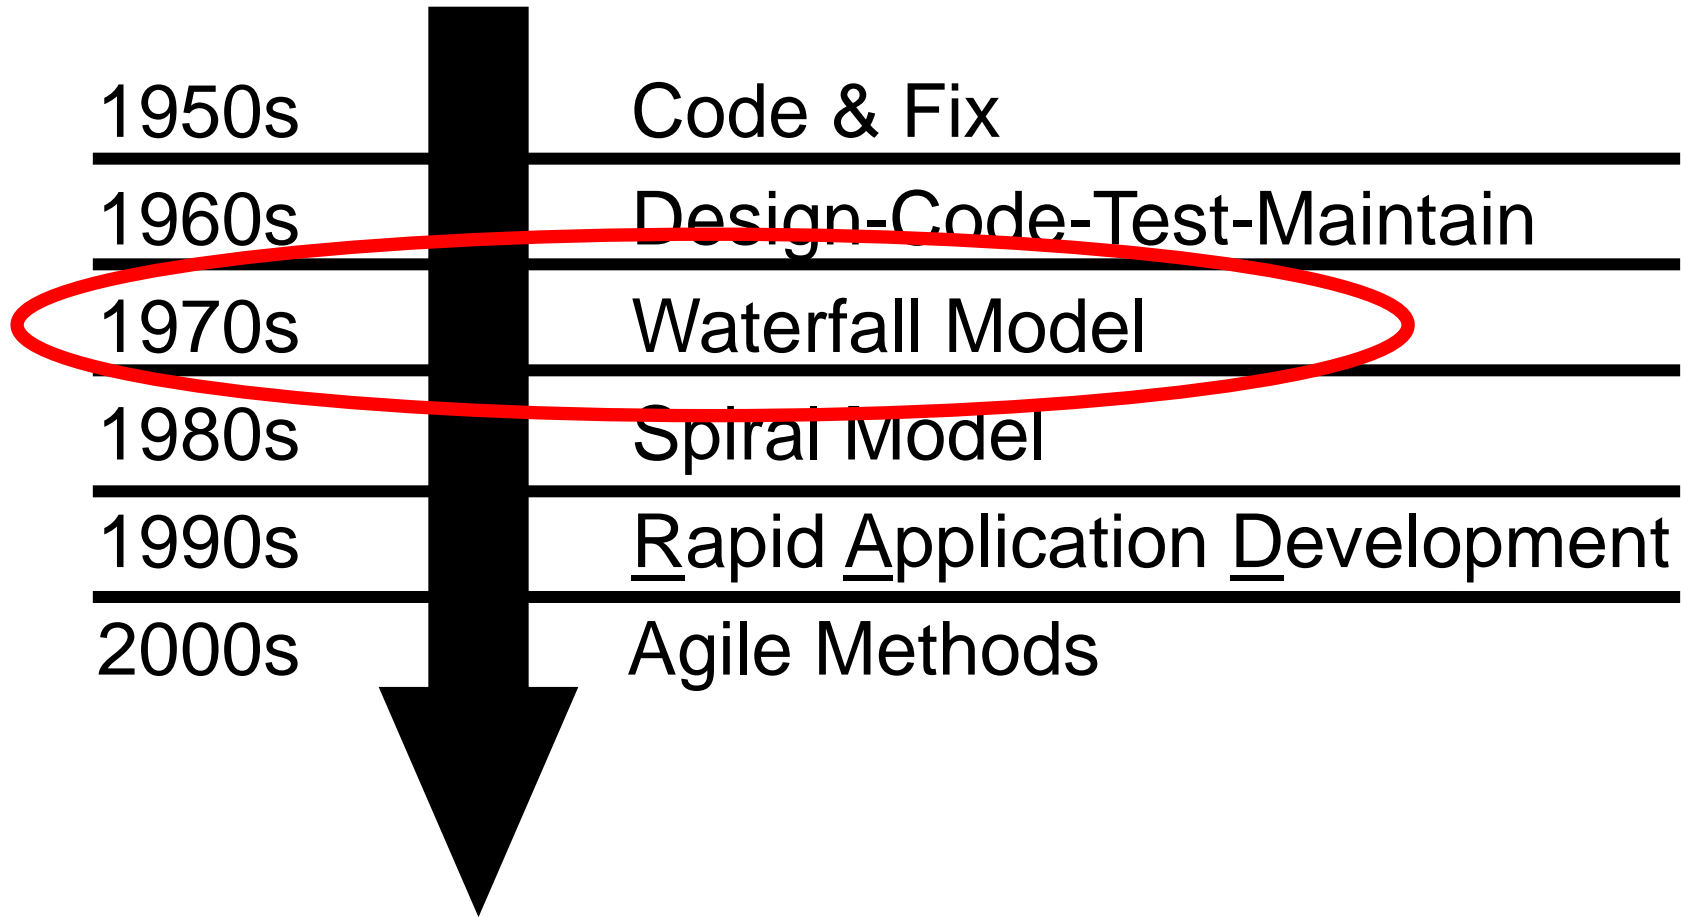 1950s Code & Fix
1960s Design-Code-Test-Maintain
1970s Waterfall Model
1980s Spiral Model
1990s Rapid Application Development
2000s Agile Methods